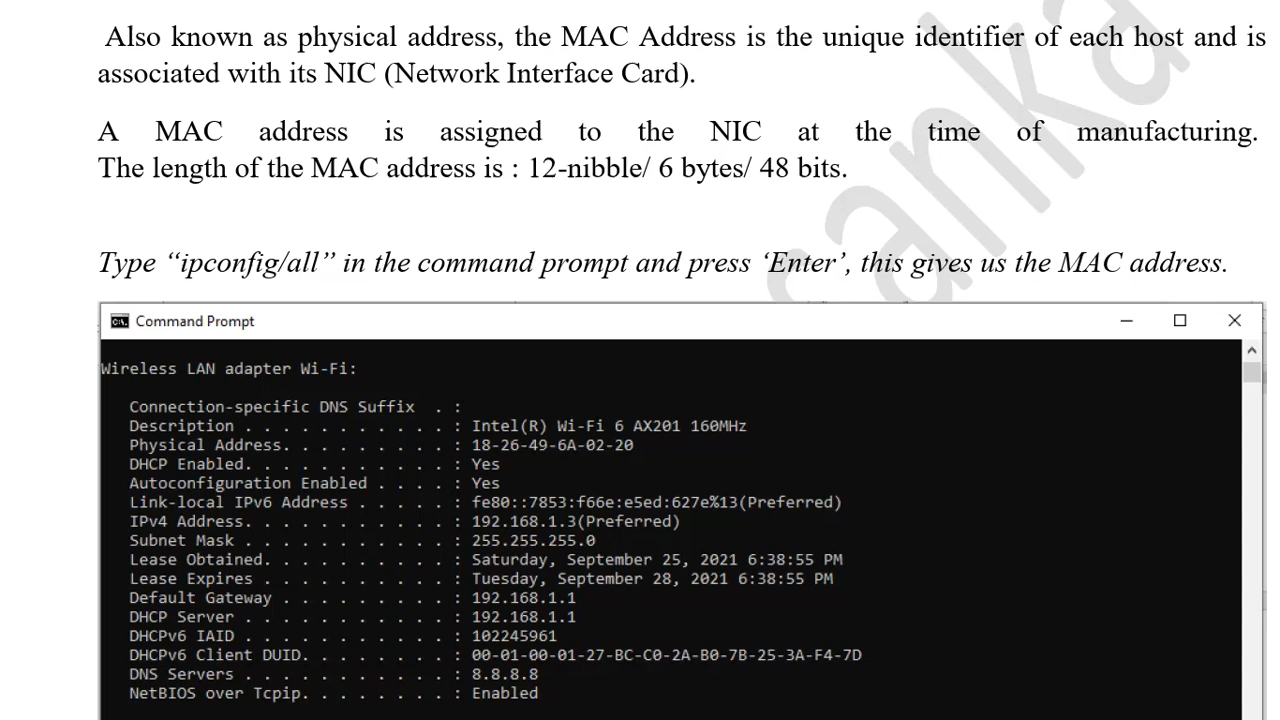 Also known as physical address, the MAC Address is the unique identifier of each host and is
associated with its NIC (Network Interface Card).
A MAC address is assigned to the NIC at the time of manufacturing.
The length of the MAC address is : 12-nibble/ 6 bytes/ 48 bits.
Type “ipconfig/all” in the command prompt and press ‘Enter’, this gives us the MAC address.
Command Prompt
Wireless LAN adapter Wi-Fi:
Connection-specific DNS Suffix . :
Description . . . . . . . . . . . : Intel(R) Wi-Fi 6 AX201 160MHz
Physical Address. . . . . . . . . : 18-26-49-6A-02-20
DHCP Enabled. . . . . . . . . . . : Yes
Autoconfiguration Enabled . . . . : Yes
Link-local IPv6 Address . . . . . : fe80::7853:f66e:e5ed:627e%13(Preferred)
IPv4 Address. . . . . . . . . . . : 192.168.1.3(Preferred)
Subnet Mask . . . . . . . . . . . : 255.255.255.0
Lease Obtained. . . . . . . . . . : Saturday, September 25, 2021 6:38:55 PM
Lease Expires . . . . . . . . . . : Tuesday, September 28, 2021 6:38:55 PM
Default Gateway . . . . . . . . . : 192.168.1.1
DHCP Server . . . . . . . . . . . : 192.168.1.1
DHCPv6 IAID . . . . . . . . . . . : 102245961
DHCPv6 Client DUID. . . . . . . . : 00-01-00-01-27-BC-C0-2A-B0-7B-25-3A-F4-7D
DNS Servers . . . . . . . . . . . : 8.8.8.8
NetBIOS over Tcpip. . . . . . . . : Enabled